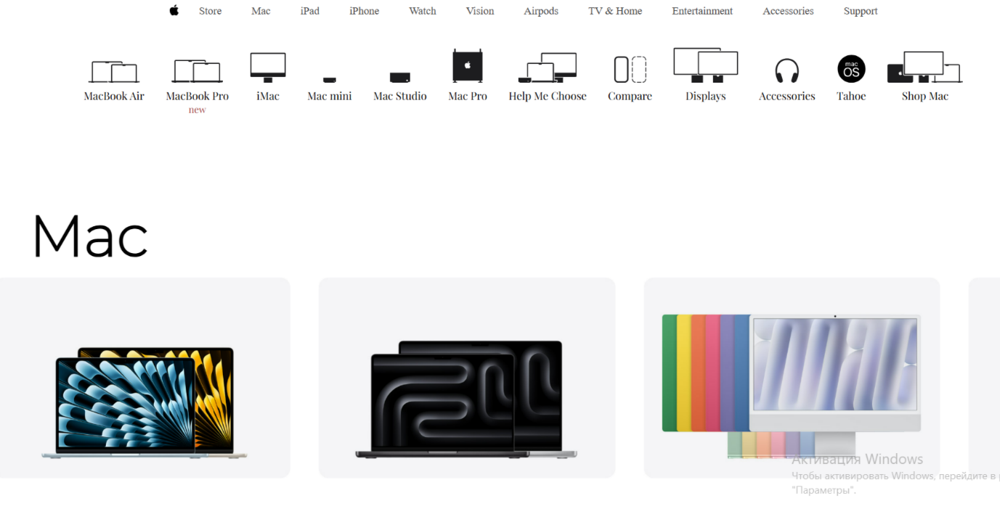 Store Mac iPad iPhone Watch Vision Airpods TV & Home Entertainment Accessories Support
mac
OS
MacBook Air MacBook Pro iMac Mac mini Mac Studio Mac Pro Help Me Choose Compare Displays Accessories Tahoe Shop Mac
new
Mac
Активация Windows
Чтобы активировать Windows, перейдите в
"Параметры".